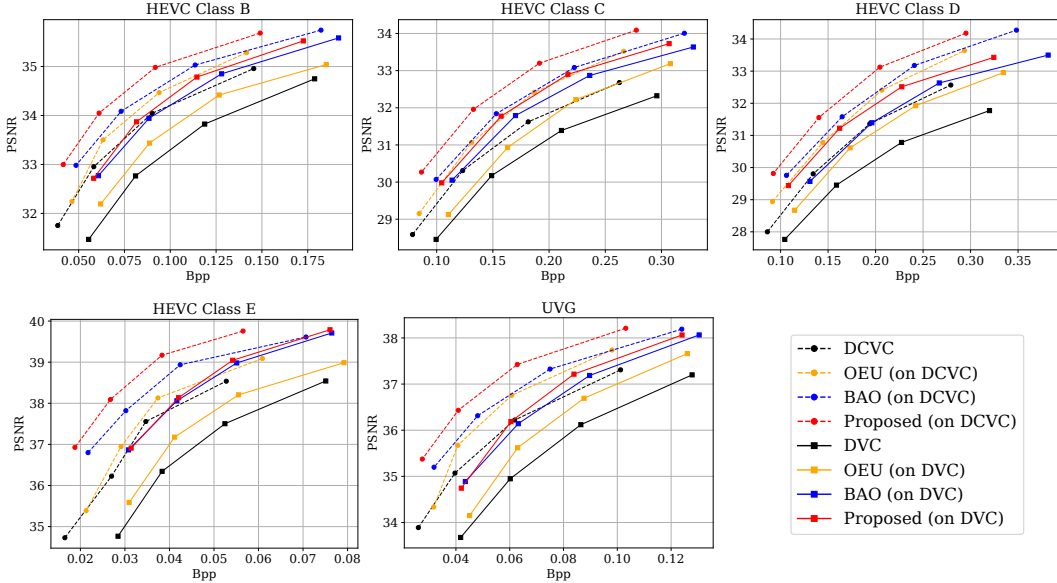 HEVC Class B
HEVC Class C
HEVC Class D
PSNR
35
34
33
32
0.050
0.075
0.100
0.125
0.150
0.175
Bpp
PSNR
34
33
32
31
30
29
28
0.10
0.15
0.20
0.25
0.30
Bpp
PSNR
34
33
32
31
30
29
28
0.10
0.15
0.20
0.25
0.30
0.35
Bpp
HEVC Class E
UVG
PSNR
40
39
38
37
36
35
0.02
0.03
0.04
0.05
0.06
0.07
0.08
Bpp
PSNR
38
37
36
35
34
0.04
0.06
0.08
0.10
0.12
Bpp
DCVC
OEU (on DCVC)
BAO (on DCVC)
Proposed (on DCVC)
DVC
OEU (on DVC)
BAO (on DVC)
Proposed (on DVC)